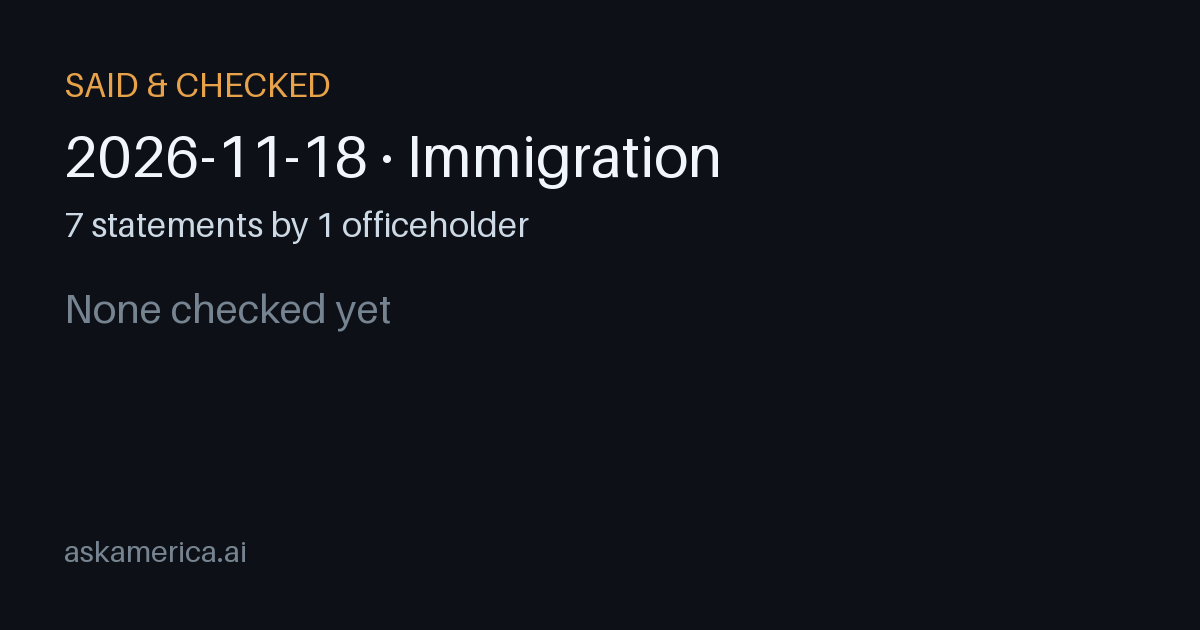 SAID & CHECKED
2026-11-18 · Immigration
7 statements by 1 officeholder
None checked yet
askamerica.ai